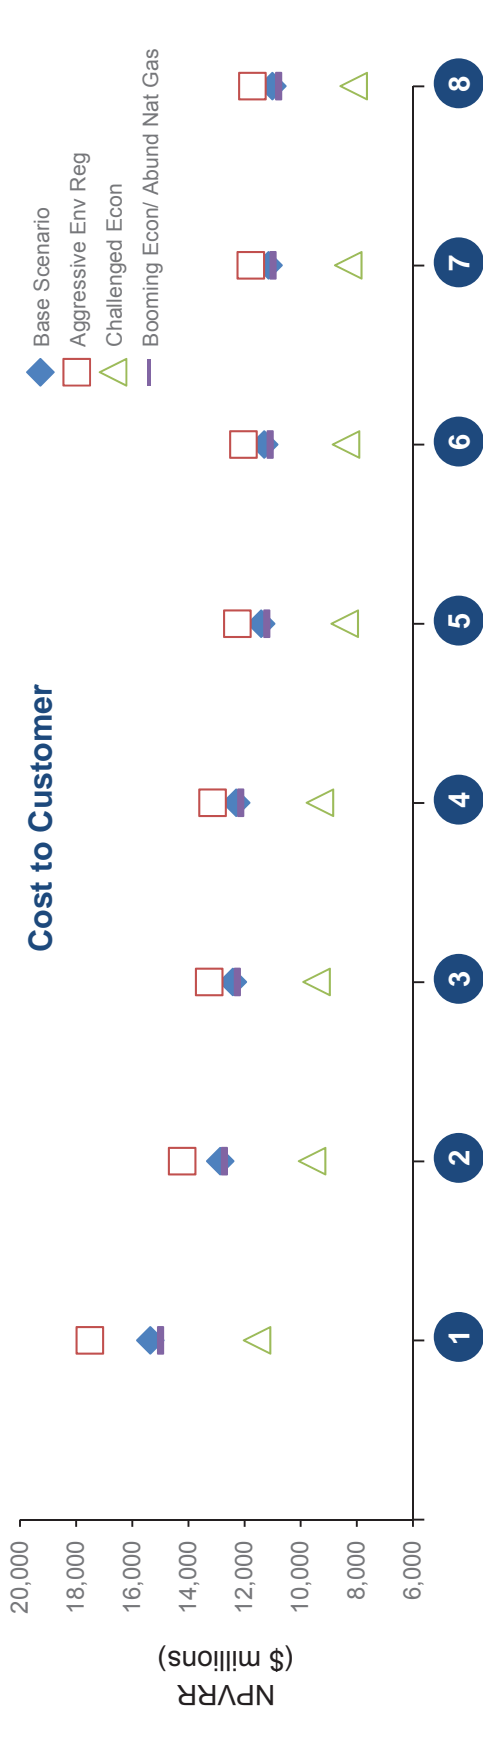 Cost to Customer
Base Scenario
Aggressive Env Reg
Challenged Econ
Booming Econ/ Abund Nat Gas
NPVRR
($ millions)
20,000
18,000
16,000
14,000
12,000
10,000
8,000
6,000
1 2 3 4 5 6 7 8